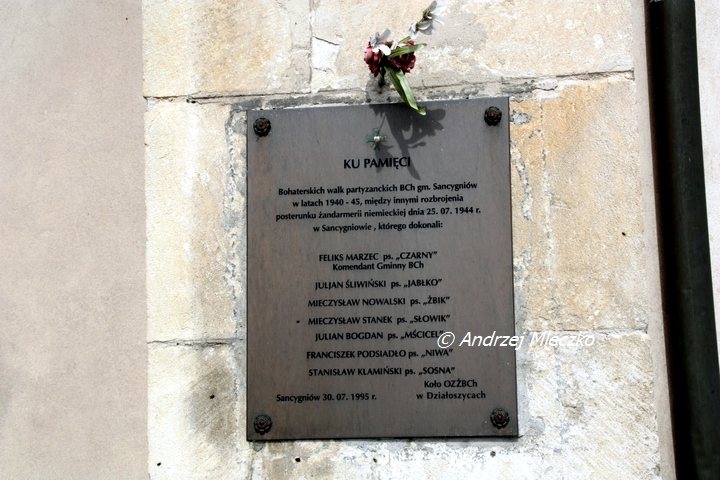 KU PAMIĘCI
Bohaterskich walk partyzanckich BCh gm. Sancygniów
w latach 1940 - 45, między innymi rozbrojenia
posterunku żandarmerii niemieckiej dnia 25. 07. 1944 r.
w Sancygniowie , którego dokonali:
FELIKS MARZEC ps. „CZARNY"
Komendant Gminny BCh
JULJAN ŚLIWIŃSKI ps. „JABŁKO"
MIECZYSŁAW NOWALSKI ps. „ŻBIK"
- MIECZYSŁAW STANEK ps. „SŁOWIK"
JULIAN BOGDAN ps. „MŚCICEL"
© Andrzej Mleczko
FRANCISZEK PODSIADŁO ps. „NIWA"
STANISŁAW KLAMIŃSKI ps. „SOSNA"
Koło OZŻBCh
Sancygniów 30. 07. 1995 r. w Działoszycach